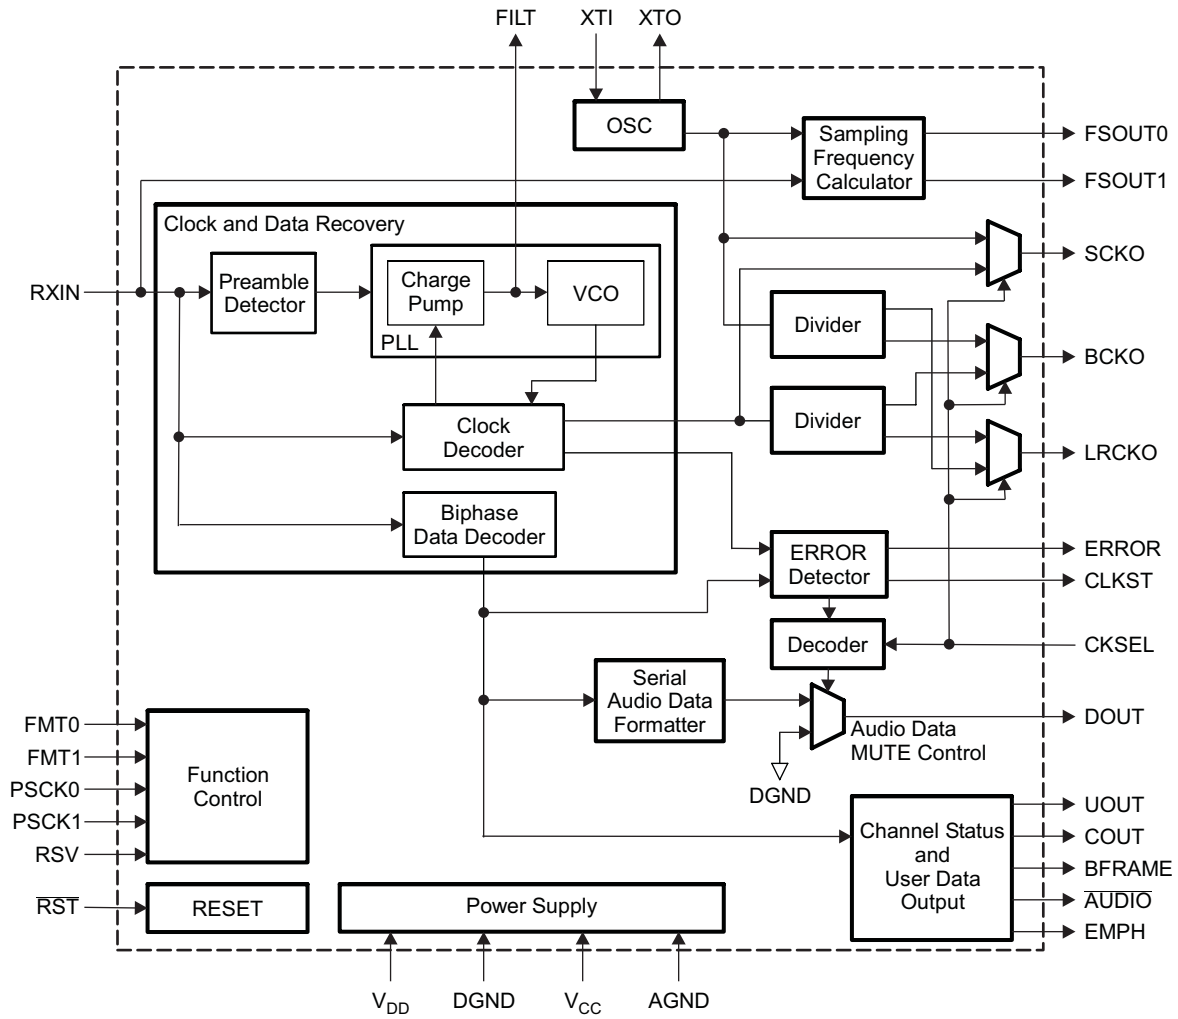 FILT
XTI
XTO
OSC
Sampling
Frequency
Calculator
FSOUT0
FSOUT1
Clock and Data Recovery
RXIN
Preamble
Detector
Charge
Pump
VCO
PLL
SCKO
Divider
BCKO
Clock
Decoder
Divider
LRCKO
Biphase
Data Decoder
ERROR
Detector
ERROR
CLKST
Decoder
CKSEL
Serial
Audio Data
Formatter
DOUT
Audio Data
MUTE Control
DGND
FMT0
FMT1
PSCK0
PSCK1
RSV
Function
Control
Channel Status
and
User Data
Output
UOUT
COUT
BFRAME
A̅U̅D̅I̅O̅
EMPH
R̅S̅T̅
RESET
Power Supply
VDD
DGND
VCC
AGND